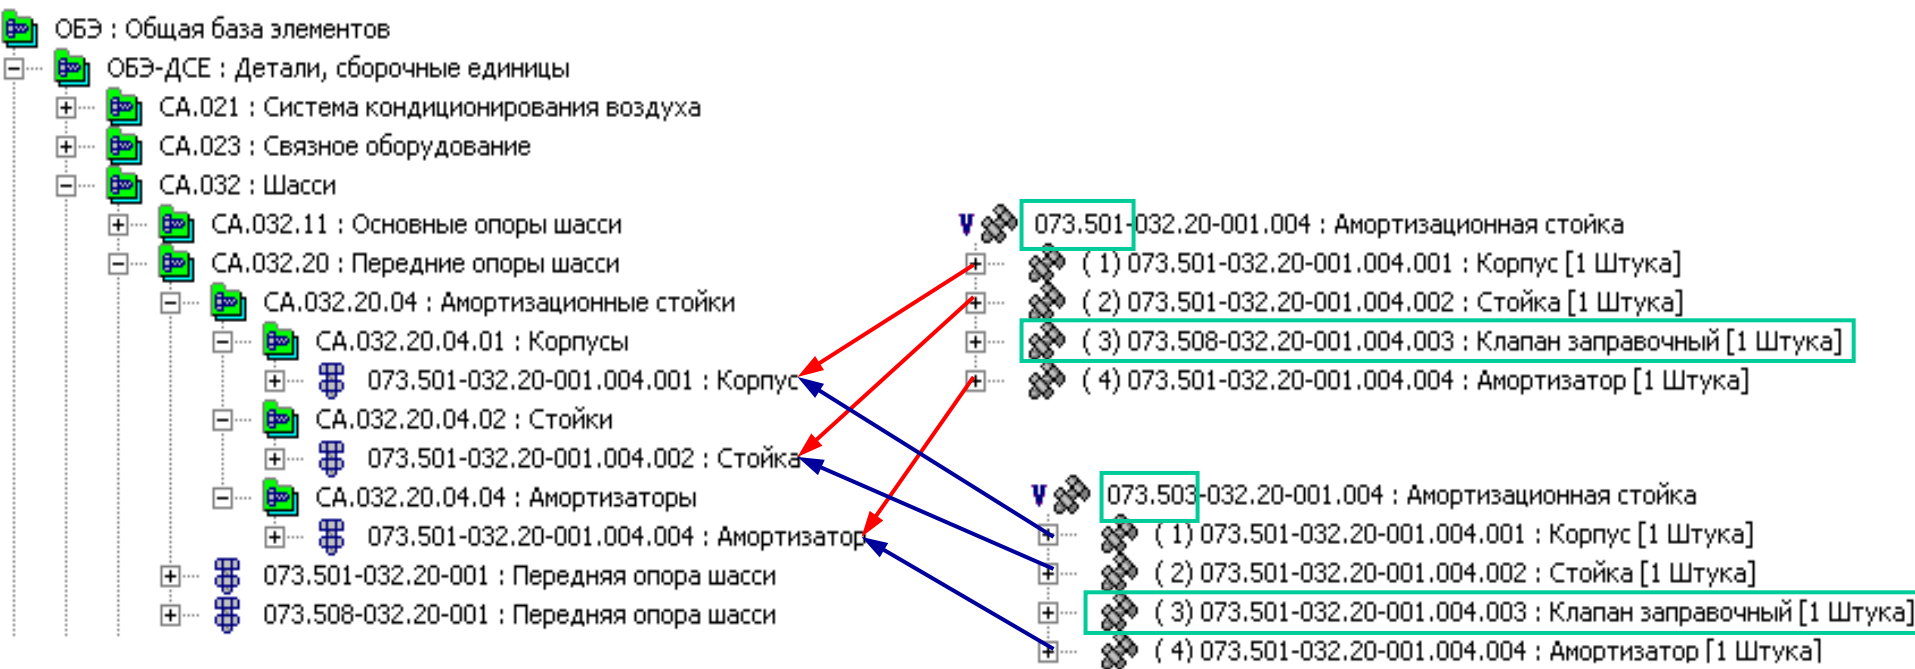 ОБЭ : Общая база элементов
ОБЭ-ДСЕ : Детали, сборочные единицы
СА.021 : Система кондиционирования воздуха
СА.023 : Связное оборудование
СА.032 : Шасси
СА.032.11 : Основные опоры шасси
СА.032.20 : Передние опоры шасси
СА.032.20.04 : Амортизационные стойки
СА.032.20.04.01 : Корпусы
073.501-032.20-001.004.001 : Корпус
СА.032.20.04.02 : Стойки
073.501-032.20-001.004.002 : Стойка
СА.032.20.04.04 : Амортизаторы
073.501-032.20-001.004.004 : Амортизатор
073.501-032.20-001 : Передняя опора шасси
073.508-032.20-001 : Передняя опора шасси
073.501-032.20-001.004 : Амортизационная стойка
( 1) 073.501-032.20-001.004.001 : Корпус [1 Штука]
( 2) 073.501-032.20-001.004.002 : Стойка [1 Штука]
( 3) 073.508-032.20-001.004.003 : Клапан заправочный [1 Штука]
( 4) 073.501-032.20-001.004.004 : Амортизатор [1 Штука]
073.503-032.20-001.004 : Амортизационная стойка
( 1) 073.501-032.20-001.004.001 : Корпус [1 Штука]
( 2) 073.501-032.20-001.004.002 : Стойка [1 Штука]
( 3) 073.501-032.20-001.004.003 : Клапан заправочный [1 Штука]
( 4) 073.501-032.20-001.004.004 : Амортизатор [1 Штука]